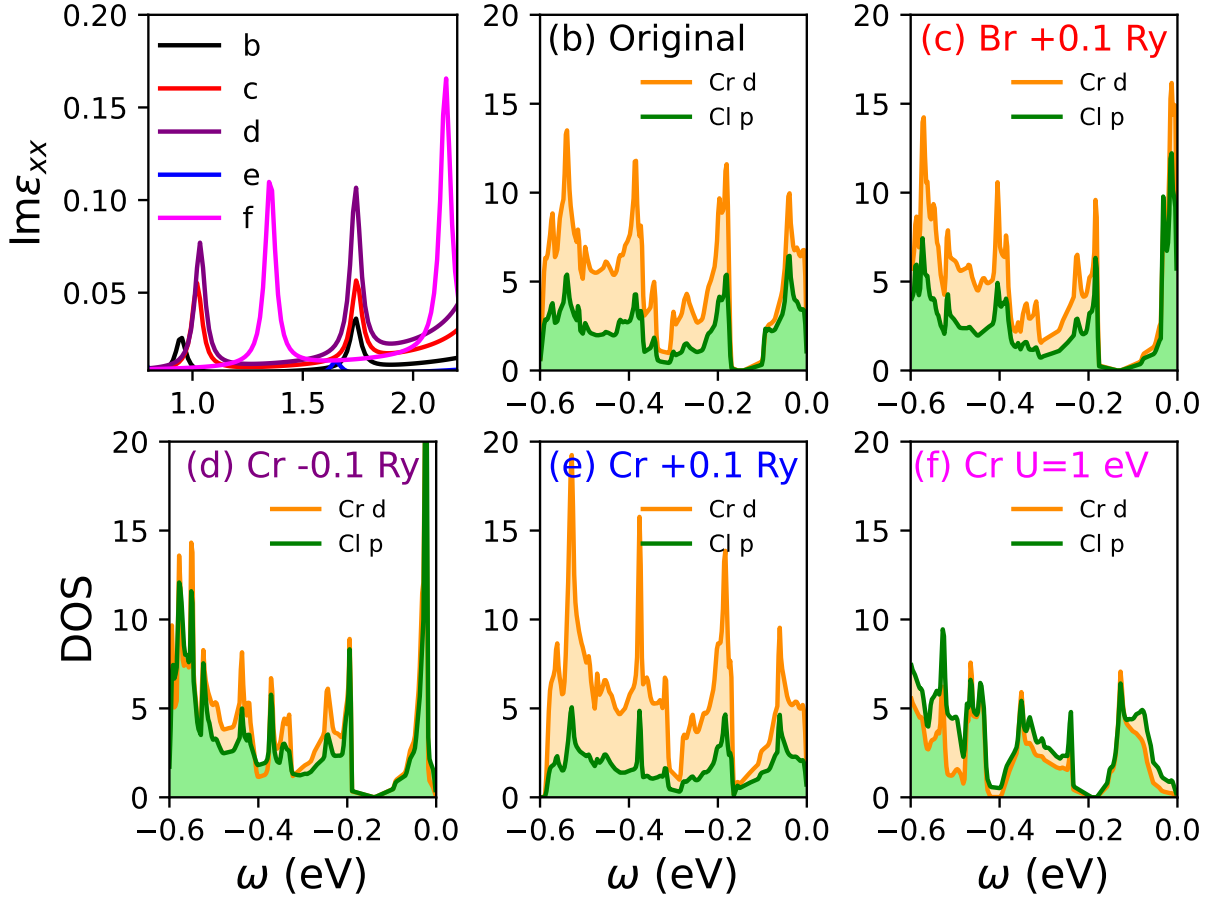 Imε_xx
0.20
0.15
0.10
0.05
b
c
d
e
f
1.0 1.5 2.0
(b) Original
20
15
10
5
0
Cr d
Cl p
−0.6 −0.4 −0.2 0.0
(c) Br +0.1 Ry
20
15
10
5
0
Cr d
Cl p
−0.6 −0.4 −0.2 0.0
(d) Cr -0.1 Ry
DOS
20
15
10
5
0
Cr d
Cl p
−0.6 −0.4 −0.2 0.0
ω (eV)
(e) Cr +0.1 Ry
20
15
10
5
0
Cr d
Cl p
−0.6 −0.4 −0.2 0.0
ω (eV)
(f) Cr U=1 eV
20
15
10
5
0
Cr d
Cl p
−0.6 −0.4 −0.2 0.0
ω (eV)